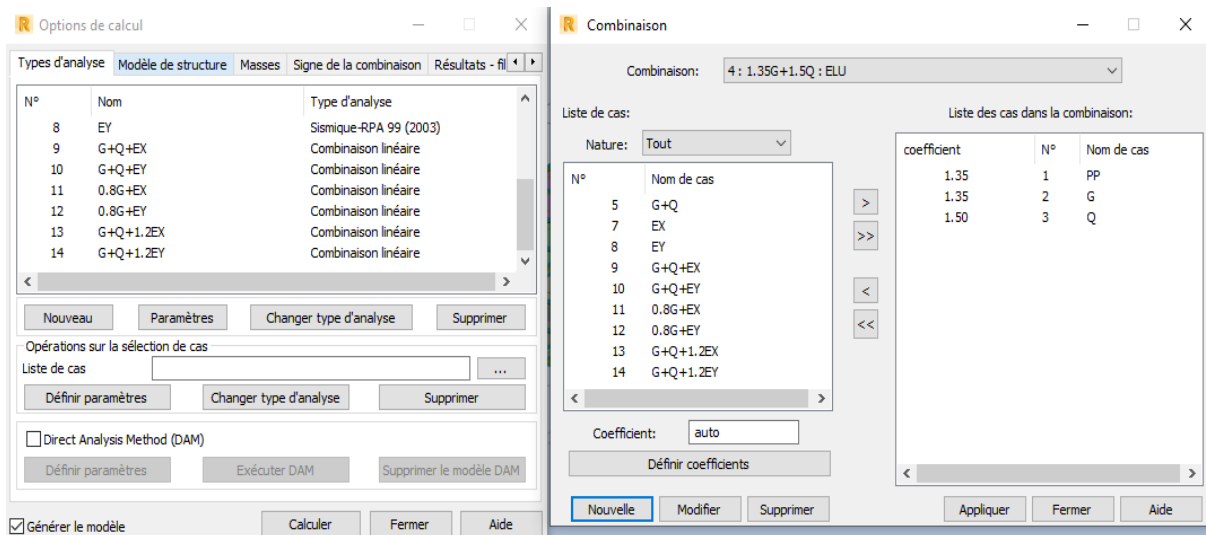 Options de calcul
Types d'analyse Modèle de structure Masses Signe de la combinaison Résultats - fil
N° Nom Type d'analyse
8 EY Sismique-RPA 99 (2003)
9 G+Q+EX Combinaison linéaire
10 G+Q+EY Combinaison linéaire
11 0.8G+EX Combinaison linéaire
12 0.8G+EY Combinaison linéaire
13 G+Q+1.2EX Combinaison linéaire
14 G+Q+1.2EY Combinaison linéaire
Nouveau Paramètres Changer type d'analyse Supprimer
Opérations sur la sélection de cas
Liste de cas ...
Définir paramètres Changer type d'analyse Supprimer
Direct Analysis Method (DAM)
Définir paramètres Exécuter DAM Supprimer le modèle DAM
Générer le modèle Calculer Fermer Aide
Combinaison
Combinaison: 4 : 1.35G+1.5Q : ELU
Liste de cas: Liste des cas dans la combinaison:
Nature: Tout
N° Nom de cas
5 G+Q
7 EX
8 EY
9 G+Q+EX
10 G+Q+EY
11 0.8G+EX
12 0.8G+EY
13 G+Q+1.2EX
14 G+Q+1.2EY
>
>>
<
<<
coefficient N° Nom de cas
1.35 1 PP
1.35 2 G
1.50 3 Q
Coefficient: auto
Définir coefficients
Nouvelle Modifier Supprimer Appliquer Fermer Aide